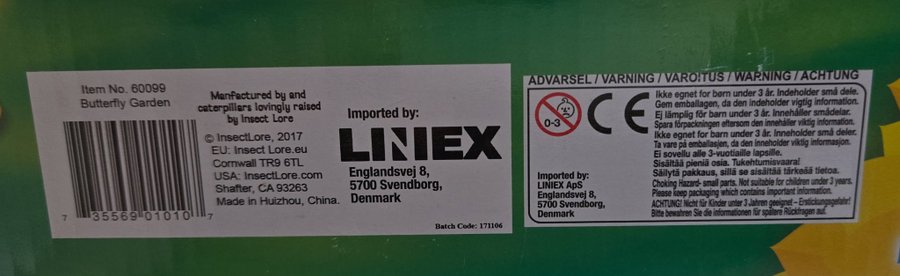 Item No. 60099
Butterfly Garden
7 35569 01010 7
Manfactured by and
caterpillars lovingly raised
by Insect Lore
© InsectLore, 2017
EU: Insect Lore.eu
Cornwall TR9 6TL
USA: InsectLore.com
Shafter, CA 93263
Made in Huizhou, China.
Imported by:
LINEX
Englandsvej 8,
5700 Svendborg,
Denmark
Batch Code: 171106
ADVARSEL / VARNING / VAROITUS / WARNING / ACHTUNG
0-3
CE
Imported by:
LINIEX ApS
Englandsvej 8,
5700 Svendborg,
Denmark
Ikke egnet for børn under 3 år. Indeholder små dele.
Gem emballagen, da den indeholder vigtig information.
Ej lämplig för barn under 3 år. Innehåller smådelar.
Spara förpackningen eftersom den innehåller viktig information.
Ikke egnet for barn under 3 år. Inneholder små deler.
Ta vare på emballasjen, da den inneholder viktig informasjon.
Ei sovellu alle 3-vuotiaille lapsille.
Sisältää pieniä osia. Tukehtumisvaara!
Säilytä pakkaus, sillä se sisältää tärkeää tietoa.
Choking Hazard- small parts. Not suitable for children under 3 years.
Please keep packaging which contains important information.
ACHTUNG! Nicht für Kinder unter 3 Jahren geeignet – Erstickungsgefahr!
Bitte bewahren Sie die informationen für spätere Rückfragen auf.